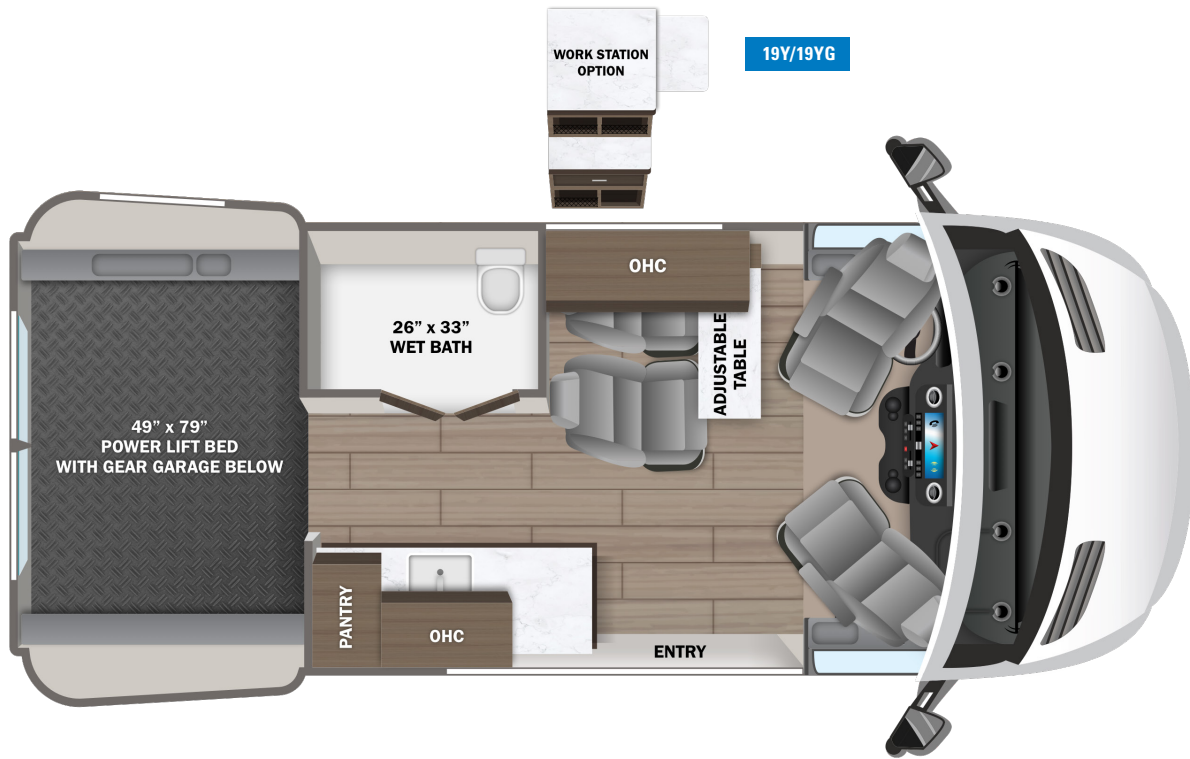 WORK STATION
OPTION
19Y/19YG
OHC
26” x 33”
WET BATH
ADJUSTABLE
TABLE
49” x 79”
POWER LIFT BED
WITH GEAR GARAGE BELOW
PANTRY
OHC
ENTRY